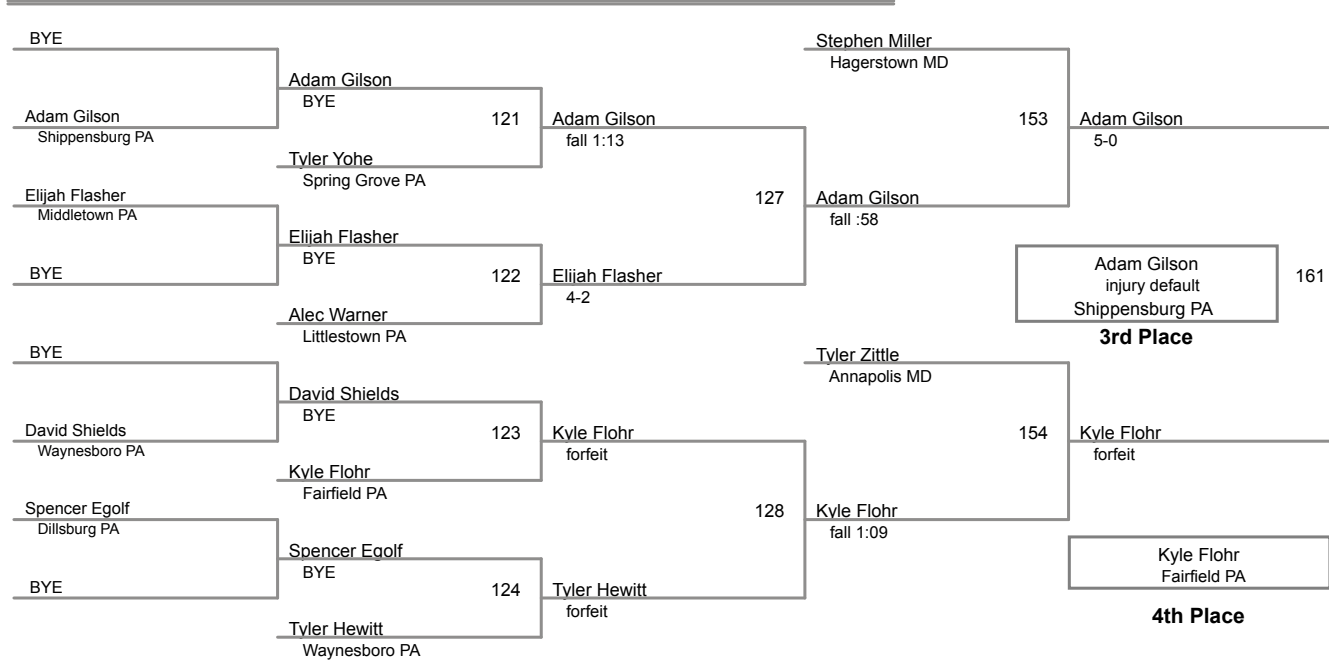 BYE
Adam Gilson
Shippensburg PA
Elijah Flasher
Middletown PA
BYE
BYE
David Shields
Waynesboro PA
Spencer Egolf
Dillsburg PA
BYE
Adam Gilson
BYE
121
Tyler Yohe
Spring Grove PA
Elijah Flasher
BYE
122
Alec Warner
Littlestown PA
David Shields
BYE
123
Kyle Flohr
Fairfield PA
Spencer Egolf
BYE
124
Tyler Hewitt
Waynesboro PA
Adam Gilson
fall 1:13
127
Elijah Flasher
4-2
Kyle Flohr
forfeit
128
Tyler Hewitt
forfeit
Stephen Miller
Hagerstown MD
153
Adam Gilson
fall :58
Tyler Zittle
Annapolis MD
154
Kyle Flohr
fall 1:09
Adam Gilson
5-0
Adam Gilson
injury default
Shippensburg PA
161
3rd Place
Kyle Flohr
forfeit
Kyle Flohr
Fairfield PA
4th Place